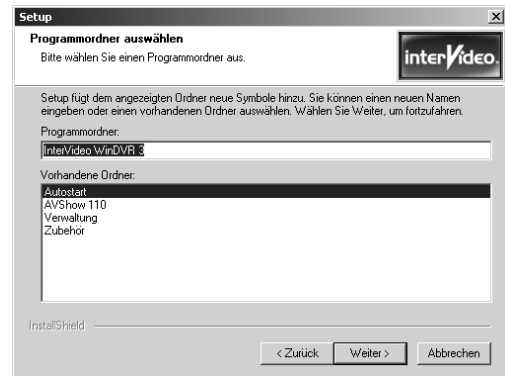 Setup
Programmordner auswählen
Bitte wählen Sie einen Programmordner aus.
interVideo.
Setup fügt dem angezeigten Ordner neue Symbole hinzu. Sie können einen neuen Namen
eingeben oder einen vorhandenen Ordner auswählen. Wählen Sie Weiter, um fortzufahren.
Programmordner:
InterVideo WinDVR 3
Vorhandene Ordner:
Autostart
AVShow 110
Verwaltung
Zubehör
InstallShield
< Zurück Weiter > Abbrechen